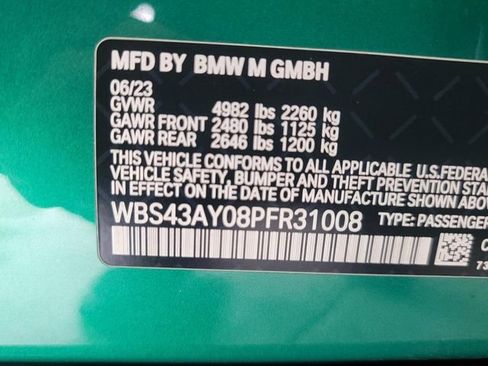 MFD BY BMW M GMBH
06/23
GVWR 4982 lbs 2260 kg
GAWR FRONT 2480 lbs 1125 kg
GAWR REAR 2646 lbs 1200 kg
THIS VEHICLE CONFORMS TO ALL APPLICABLE U.S.FEDERA
VEHICLE SAFETY, BUMPER, AND THEFT PREVENTION STA
IN EFFECT ON THE DATE OF MANUFACTURE SHOWN ABOVE
WBS43AY08PFR31008 TYPE: PASSENGER
C
73